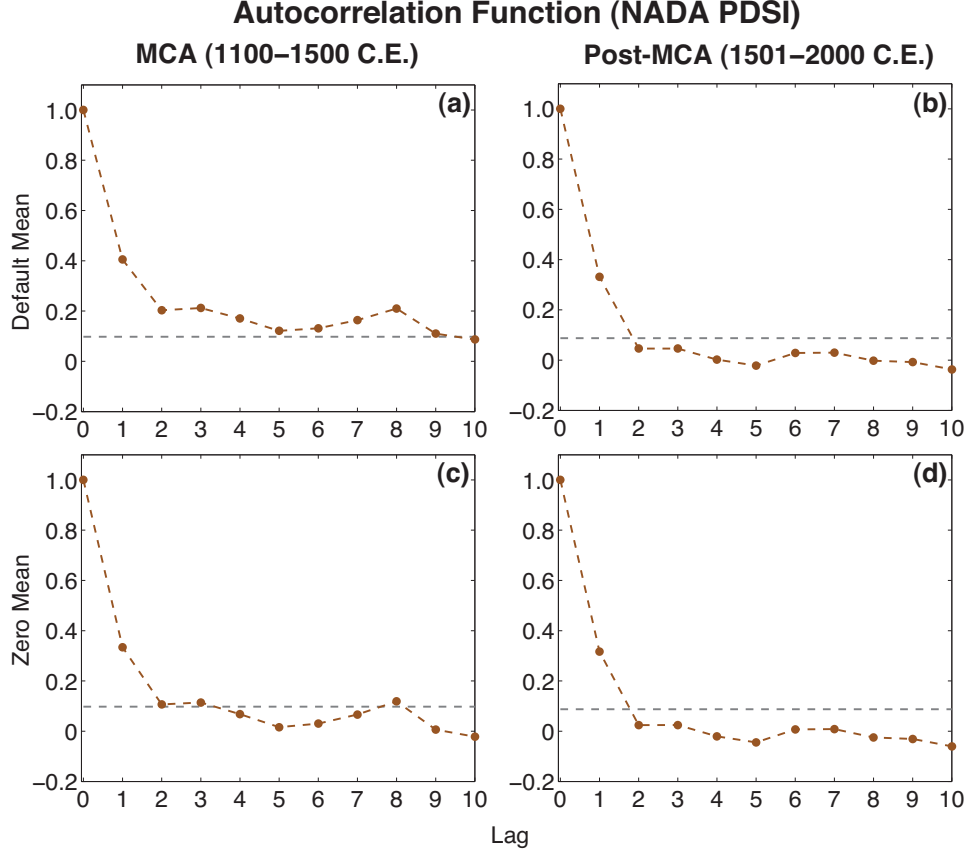 Autocorrelation Function (NADA PDSI)
MCA (1100–1500 C.E.)
Post-MCA (1501–2000 C.E.)
Default Mean
(a)
1.0
0.8
0.6
0.4
0.2
0
−0.2
0 1 2 3 4 5 6 7 8 9 10
(b)
1.0
0.8
0.6
0.4
0.2
0
−0.2
0 1 2 3 4 5 6 7 8 9 10
Zero Mean
(c)
1.0
0.8
0.6
0.4
0.2
0
−0.2
0 1 2 3 4 5 6 7 8 9 10
(d)
1.0
0.8
0.6
0.4
0.2
0
−0.2
0 1 2 3 4 5 6 7 8 9 10
Lag